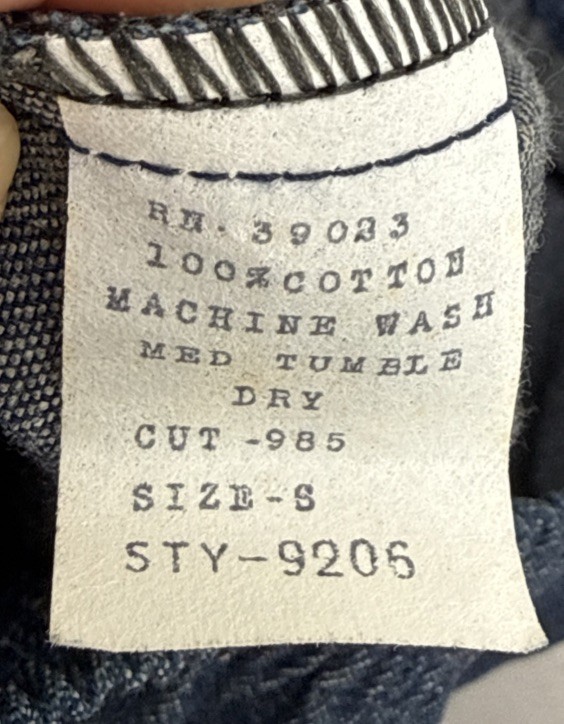 RN. 39023
100%COTTON
MACHINE WASH
MED TUMBLE
DRY
CUT -985
SIZE-S
STY-9206